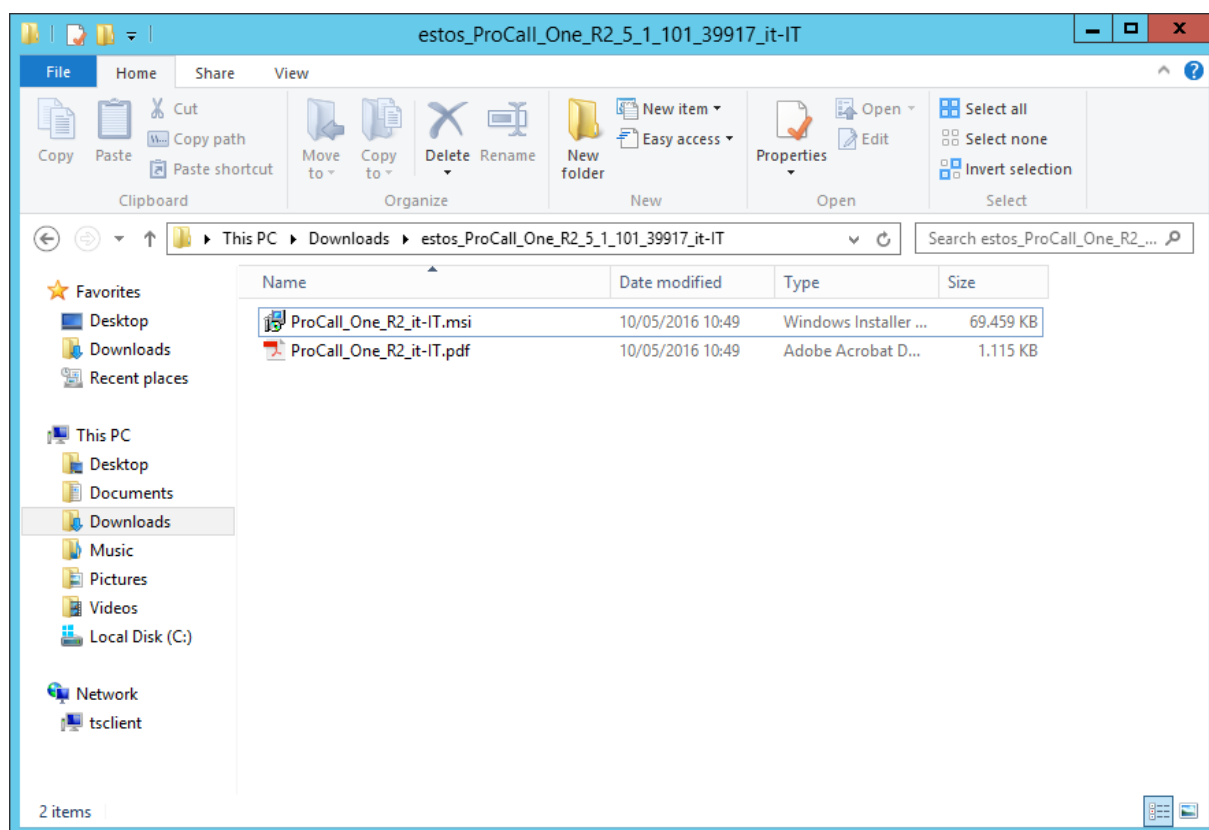 estos_ProCall_One_R2_5_1_101_39917_it-IT
File Home Share View
Copy
Paste
Cut
Copy path
Paste shortcut
Clipboard
Move to
Copy to
Delete
Rename
Organize
New folder
New item
Easy access
New
Properties
Open
Edit
Open
Select all
Select none
Invert selection
Select
This PC Downloads estos_ProCall_One_R2_5_1_101_39917_it-IT
Search estos_ProCall_One_R2_...
Favorites
Desktop
Downloads
Recent places
This PC
Desktop
Documents
Downloads
Music
Pictures
Videos
Local Disk (C:)
Network
tsclient
Name Date modified Type Size
ProCall_One_R2_it-IT.msi 10/05/2016 10:49 Windows Installer ... 69.459 KB
ProCall_One_R2_it-IT.pdf 10/05/2016 10:49 Adobe Acrobat D... 1.115 KB
2 items